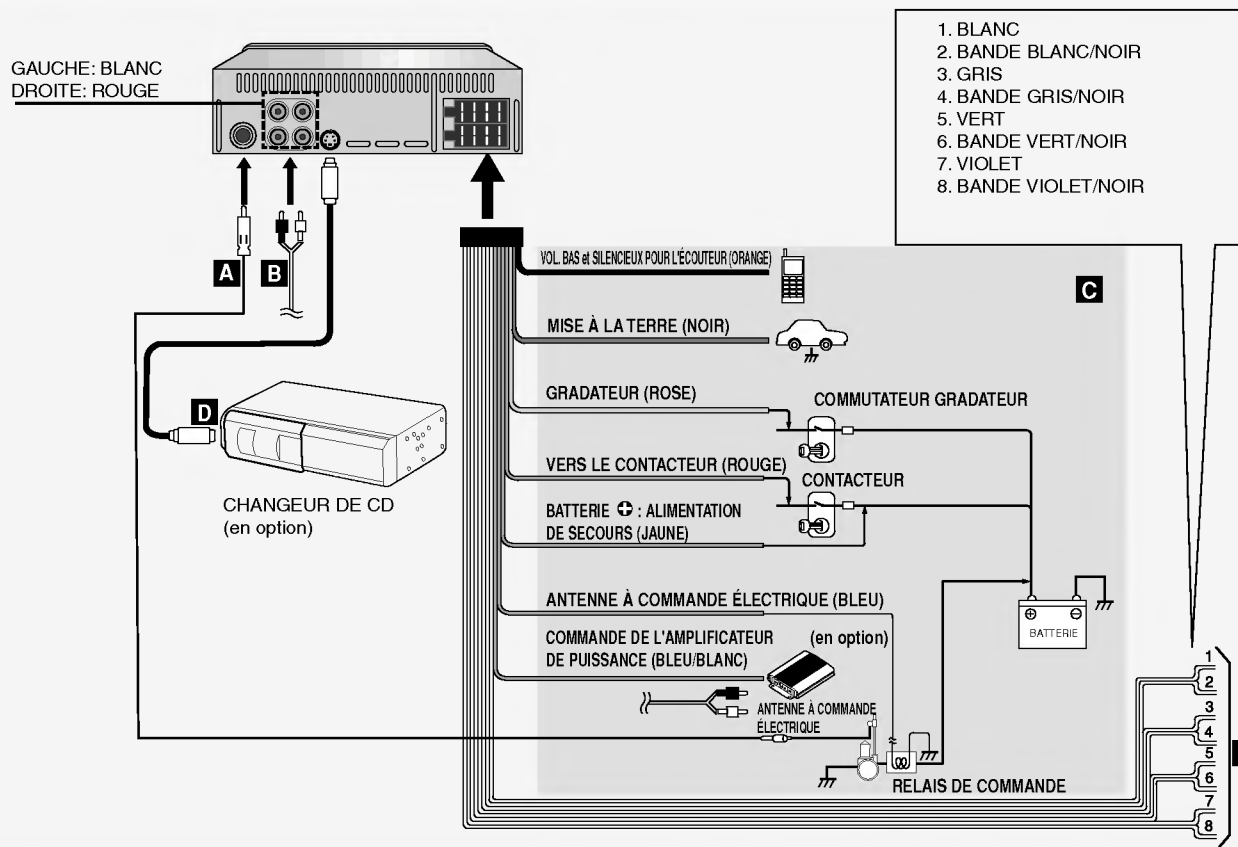 GAUCHE: BLANC
DROITE: ROUGE
1. BLANC
2. BANDE BLANC/NOIR
3. GRIS
4. BANDE GRIS/NOIR
5. VERT
6. BANDE VERT/NOIR
7. VIOLET
8. BANDE VIOLET/NOIR
A
B
VOL. BAS et SILENCIEUX POUR L'ÉCOUTEUR (ORANGE)
C
MISE À LA TERRE (NOIR)
D
GRADATEUR (ROSE)
COMMUTATEUR GRADATEUR
VERS LE CONTACTEUR (ROUGE)
CONTACTEUR
CHANGEUR DE CD
(en option)
BATTERIE ⊕ : ALIMENTATION
DE SECOURS (JAUNE)
ANTENNE À COMMANDE ÉLECTRIQUE (BLEU)
⊕ ⊖
BATTERIE
COMMANDE DE L'AMPLIFICATEUR
DE PUISSANCE (BLEU/BLANC)
(en option)
ANTENNE À COMMANDE
ÉLECTRIQUE
RELAIS DE COMMANDE
1
2
3
4
5
6
7
8